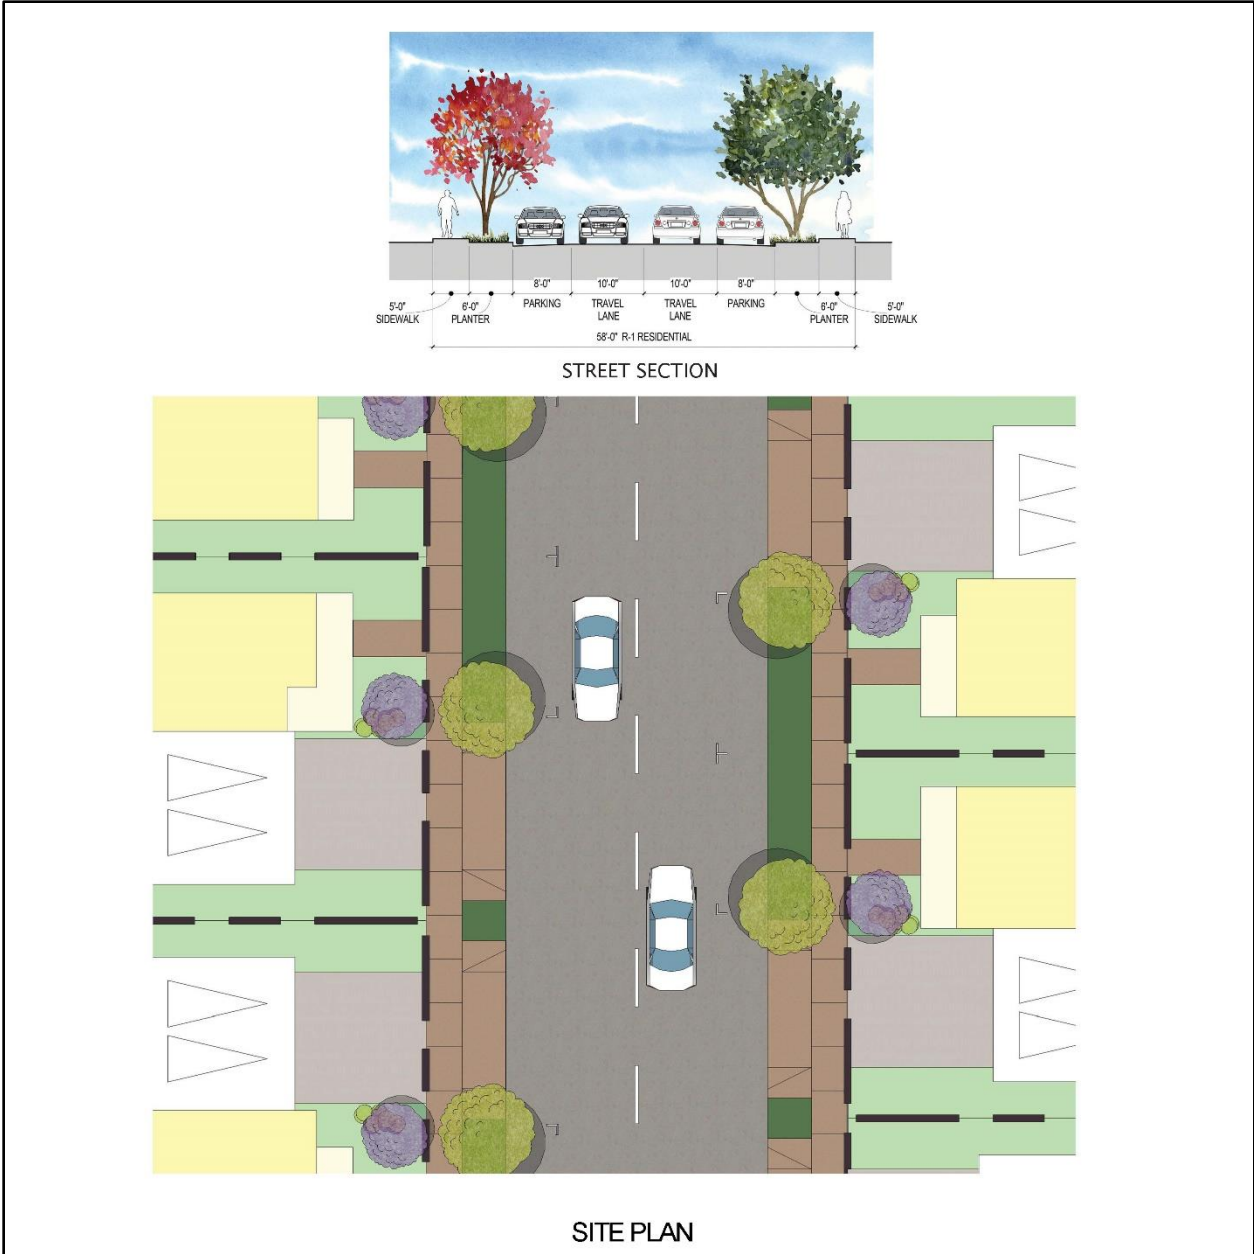 8'-0" 10'-0" 10'-0" 8'-0"
PARKING TRAVEL LANE TRAVEL LANE PARKING
5'-0" SIDEWALK 6'-0" PLANTER 6'-0" PLANTER 5'-0" SIDEWALK
58'-0" R-1 RESIDENTIAL
STREET SECTION
SITE PLAN